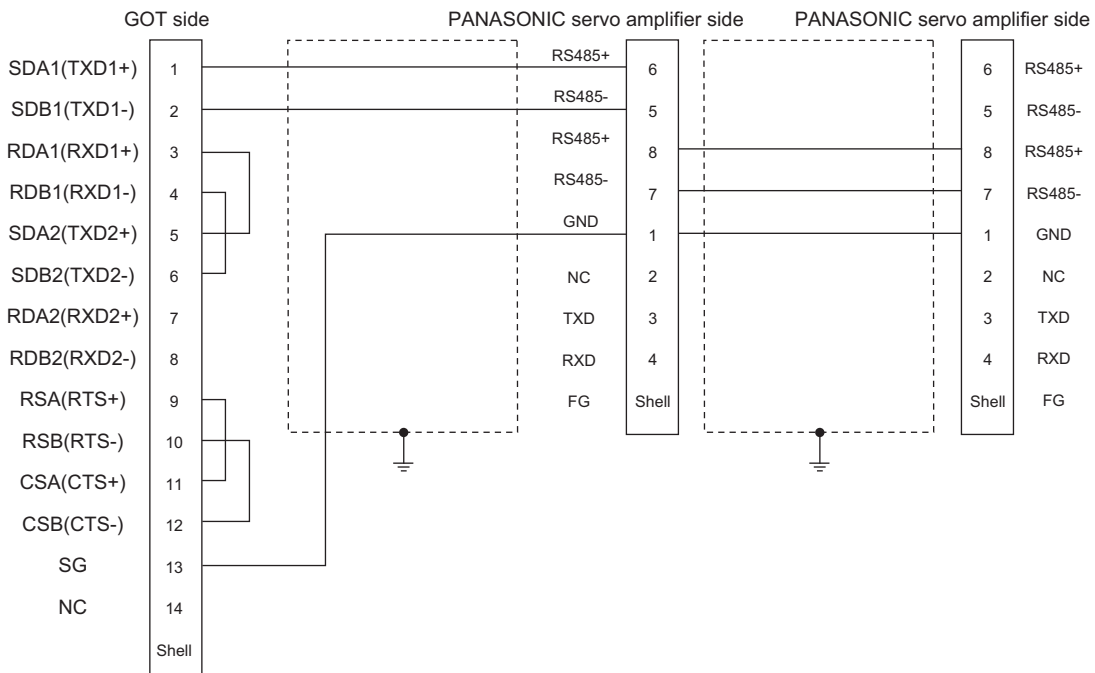 GOT side PANASONIC servo amplifier side PANASONIC servo amplifier side
SDA1(TXD1+) 1 RS485+ 6 6 RS485+
SDB1(TXD1-) 2 RS485- 5 5 RS485-
RDA1(RXD1+) 3 RS485+ 8 8 RS485+
RDB1(RXD1-) 4 RS485- 7 7 RS485-
SDA2(TXD2+) 5 GND 1 1 GND
SDB2(TXD2-) 6 NC 2 2 NC
RDA2(RXD2+) 7 TXD 3 3 TXD
RDB2(RXD2-) 8 RXD 4 4 RXD
RSA(RTS+) 9 FG Shell Shell FG
RSB(RTS-) 10
CSA(CTS+) 11
CSB(CTS-) 12
SG 13
NC 14
Shell